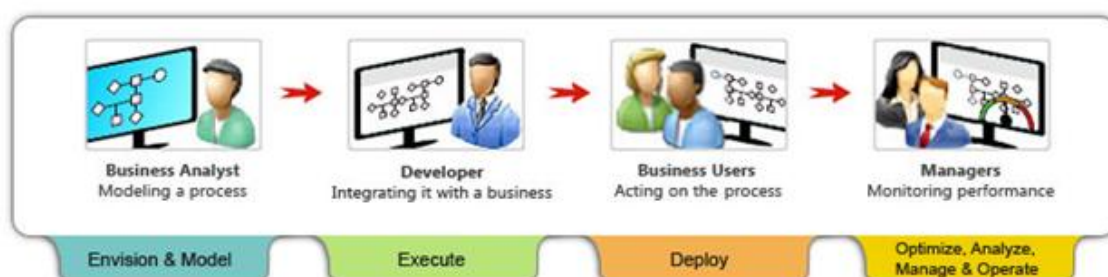 Business Analyst
Modeling a process
Developer
Integrating it with a business
Business Users
Acting on the process
Managers
Monitoring performance
Envision & Model
Execute
Deploy
Optimize, Analyze,
Manage & Operate